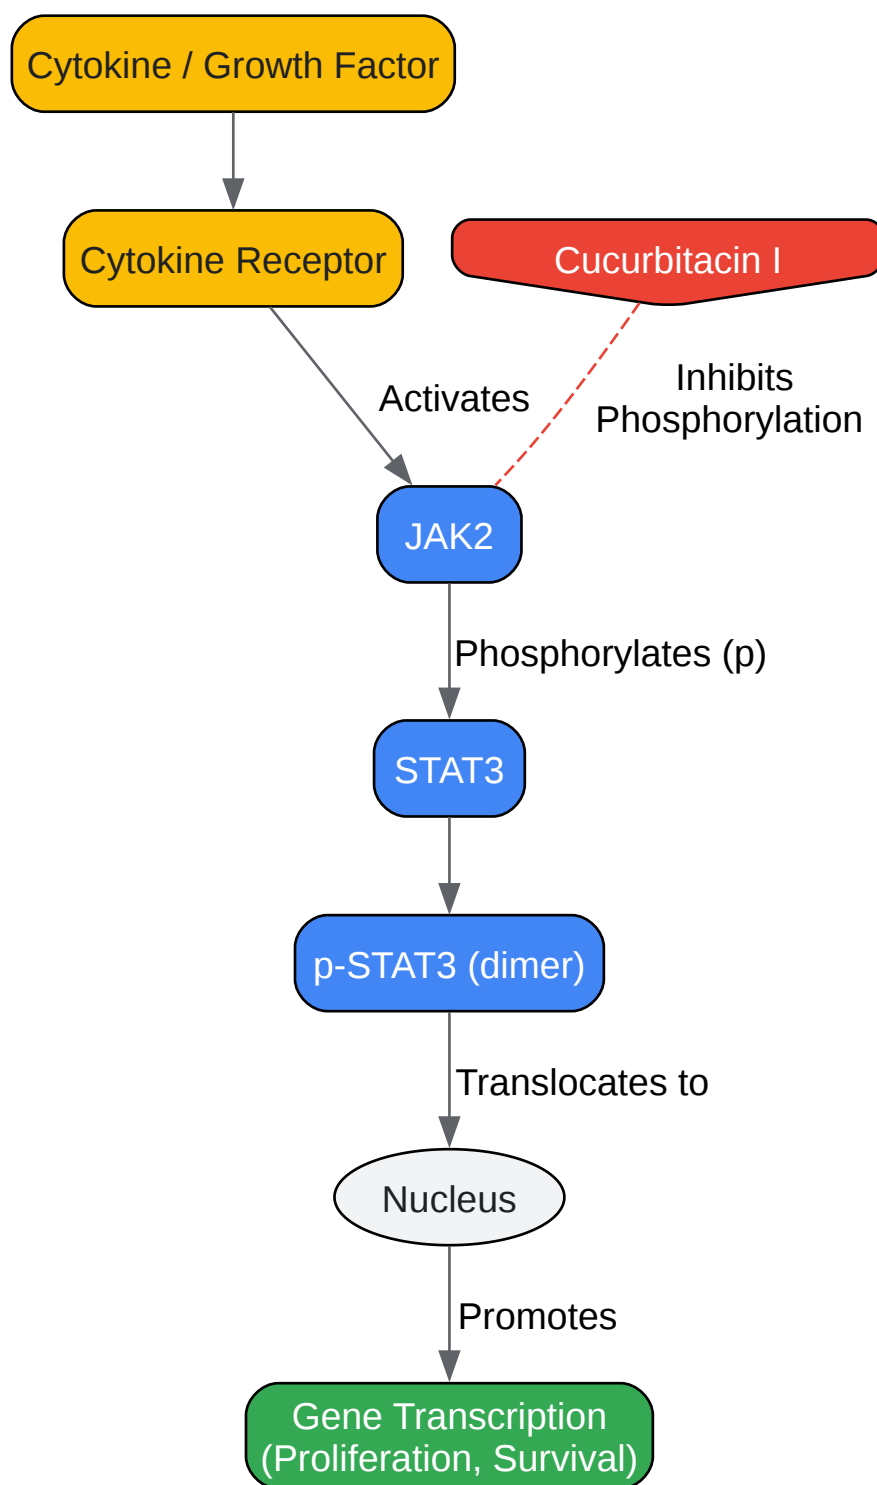 Cytokine / Growth Factor
Cytokine Receptor
Cucurbitacin I
Activates
Inhibits
Phosphorylation
JAK2
Phosphorylates (p)
STAT3
p-STAT3 (dimer)
Translocates to
Nucleus
Promotes
Gene Transcription
(Proliferation, Survival)